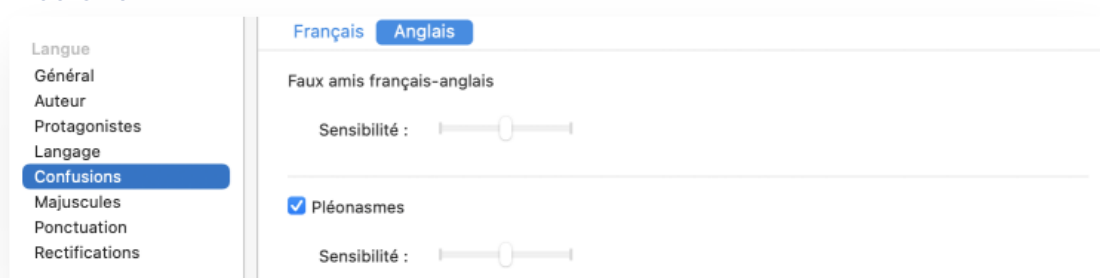 Langue
Général
Auteur
Protagonistes
Langage
Confusions
Majuscules
Ponctuation
Rectifications
Français Anglais
Faux amis français-anglais
Sensibilité :
Pléonasmes
Sensibilité :